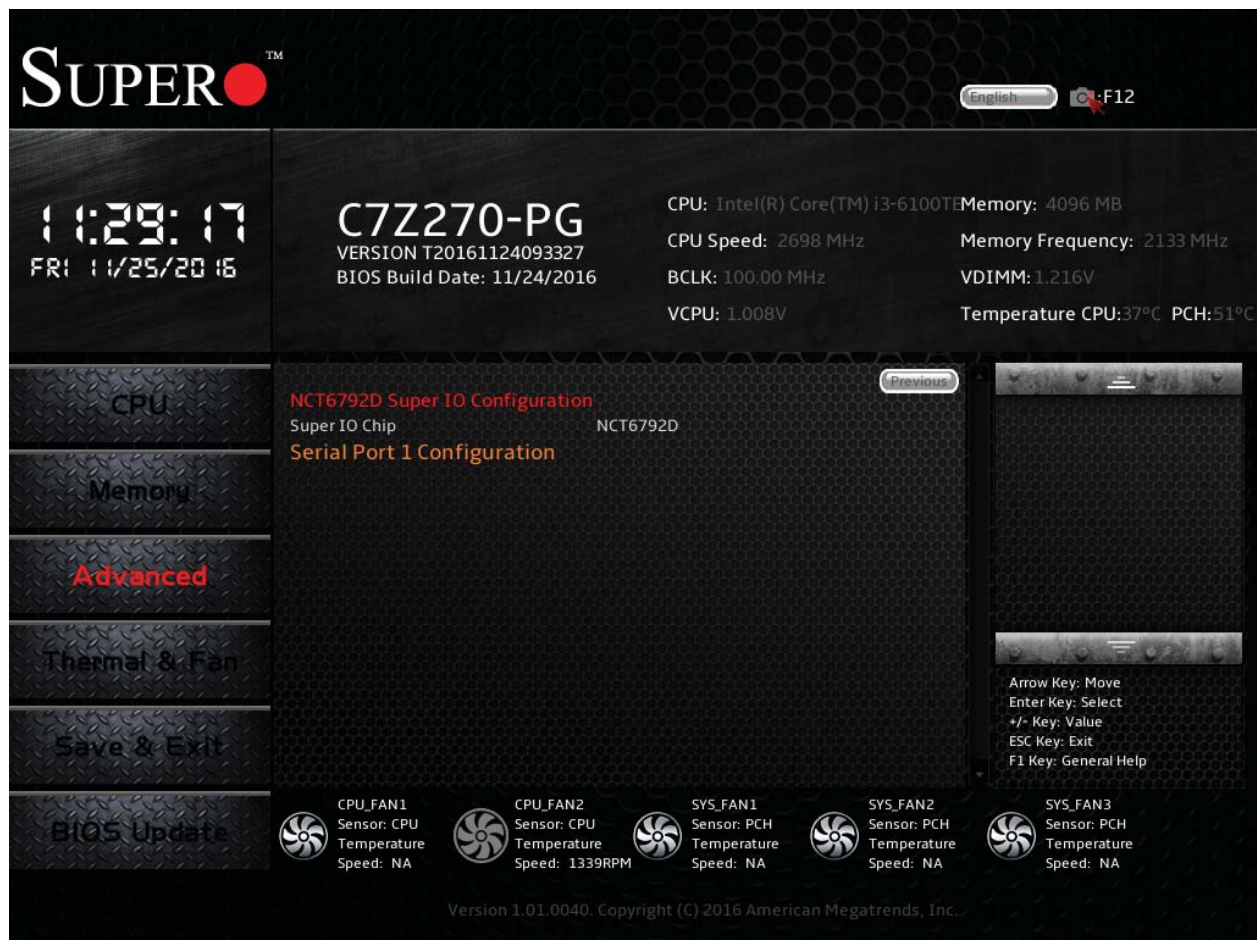 SUPER TM
English :F12
11:29:17
FRI 11/25/2016
C7Z270-PG
VERSION T20161124093327
BIOS Build Date: 11/24/2016
CPU: Intel(R) Core(TM) i3-6100TE
CPU Speed: 2698 MHz
BCLK: 100.00 MHz
VCPU: 1.008V
Memory: 4096 MB
Memory Frequency: 2133 MHz
VDIMM: 1.216V
Temperature CPU:37°C PCH:51°C
CPU
Memory
Advanced
Thermal & Fan
Save & Exit
BIOS Update
Previous
NCT6792D Super IO Configuration
Super IO Chip NCT6792D
Serial Port 1 Configuration
Arrow Key: Move
Enter Key: Select
+/- Key: Value
ESC Key: Exit
F1 Key: General Help
CPU_FAN1
Sensor: CPU
Temperature
Speed: NA
CPU_FAN2
Sensor: CPU
Temperature
Speed: 1339RPM
SYS_FAN1
Sensor: PCH
Temperature
Speed: NA
SYS_FAN2
Sensor: PCH
Temperature
Speed: NA
SYS_FAN3
Sensor: PCH
Temperature
Speed: NA
Version 1.01.0040. Copyright (C) 2016 American Megatrends, Inc.